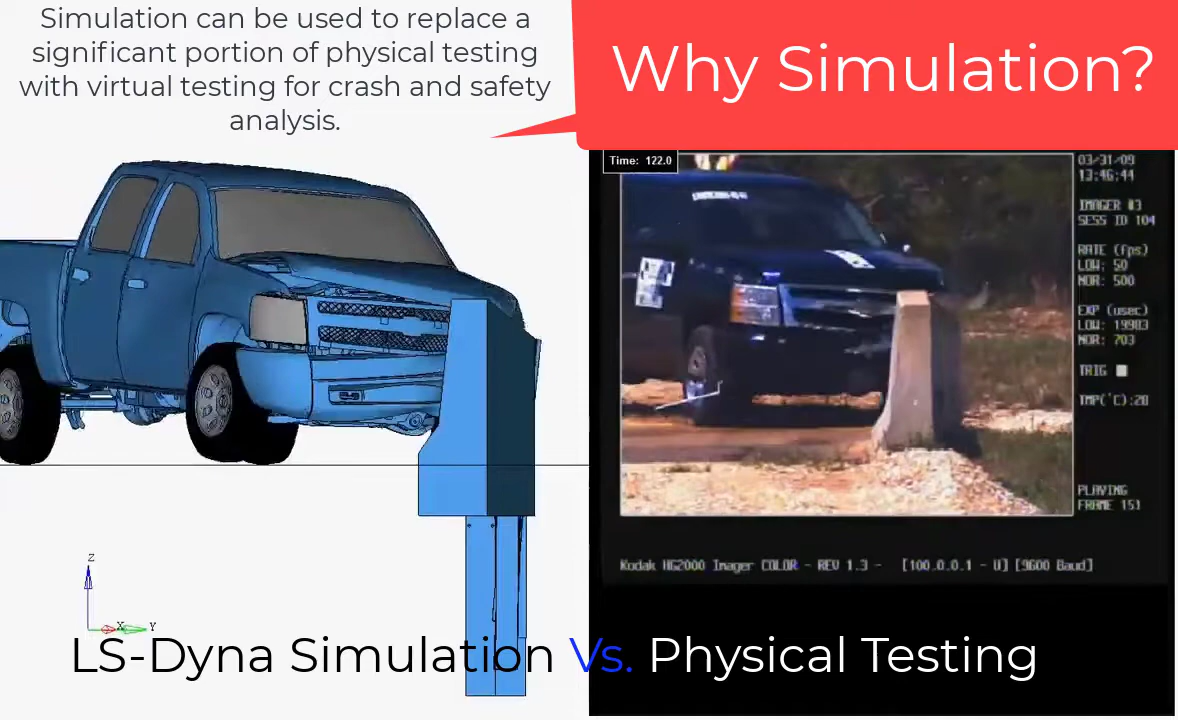 Simulation can be used to replace a
significant portion of physical testing
with virtual testing for crash and safety
analysis.
Why Simulation?
Time: 122.0
03/31/09
13:46:44
IMAGER #3
SESS ID 104
RATE (fps)
LOW: 50
NOR: 500
EXP (usec)
LOW: 19983
NOR: 703
TRIG
TMP(°C):28
PLAYING
FRAME 153
Kodak HG2000 Imager COLOR - REV 1.3 - [100.0.0.1 - U] [9600 Baud]
Z
X
Y
LS-Dyna Simulation Vs. Physical Testing